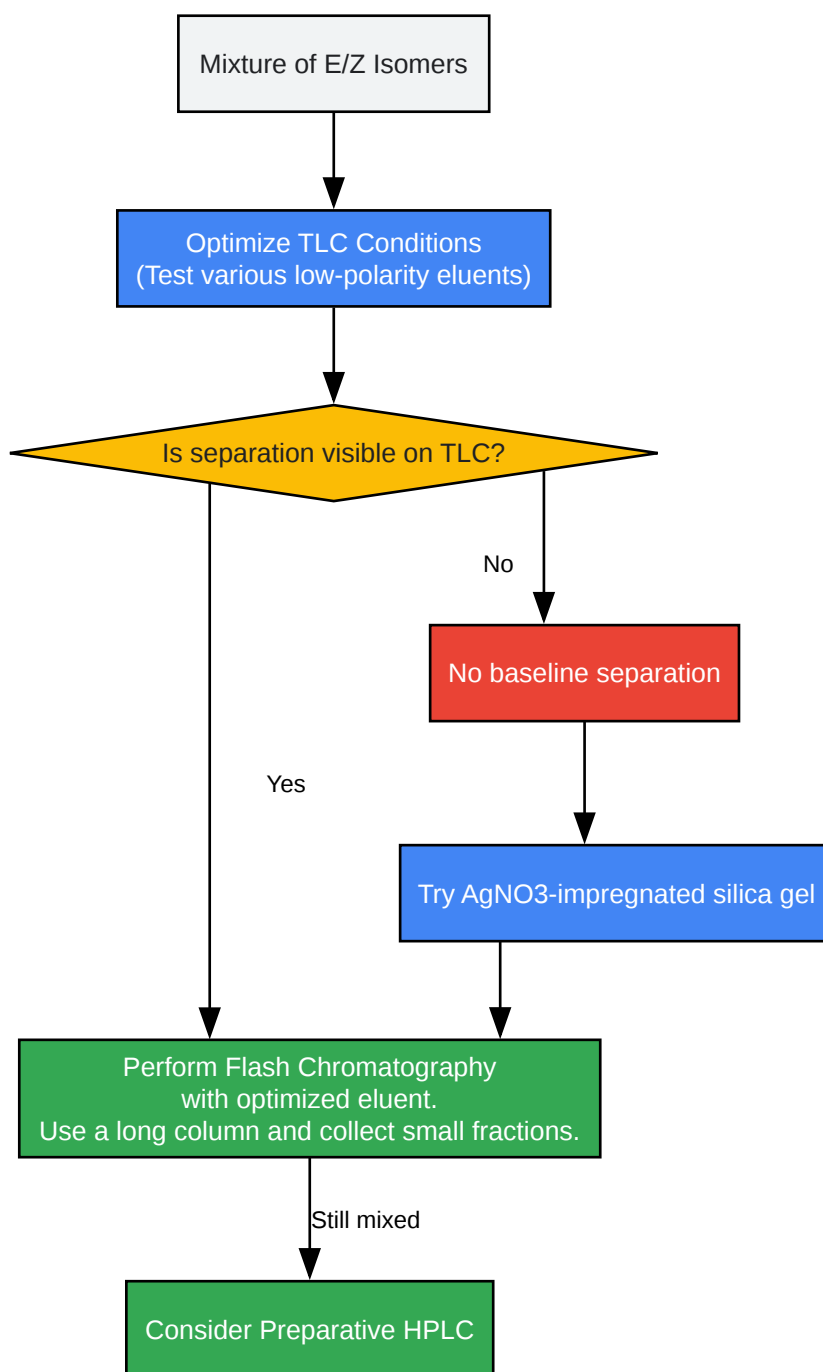 Mixture of E/Z Isomers
Optimize TLC Conditions
(Test various low-polarity eluents)
Is separation visible on TLC?
No
No baseline separation
Yes
Try AgNO3-impregnated silica gel
Perform Flash Chromatography
with optimized eluent.
Use a long column and collect small fractions.
Still mixed
Consider Preparative HPLC